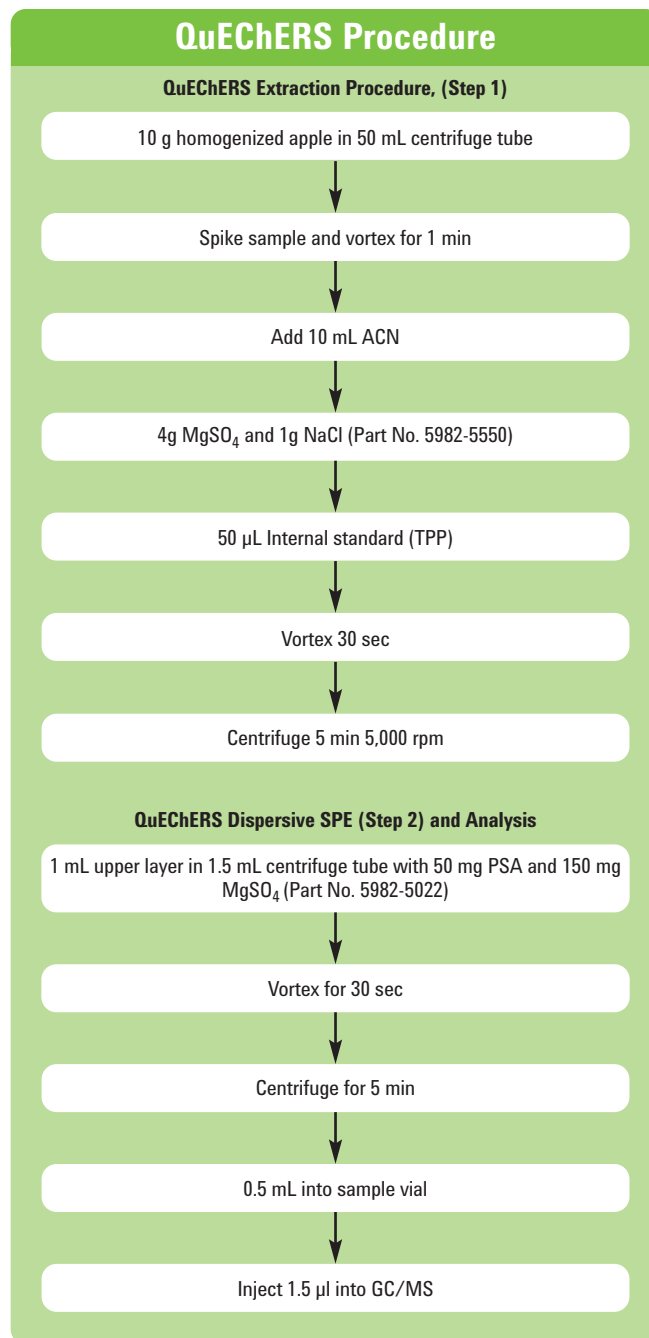 QuEChERS Procedure
QuEChERS Extraction Procedure, (Step 1)
10 g homogenized apple in 50 mL centrifuge tube
Spike sample and vortex for 1 min
Add 10 mL ACN
4g MgSO₄ and 1g NaCl (Part No. 5982-5550)
50 µL Internal standard (TPP)
Vortex 30 sec
Centrifuge 5 min 5,000 rpm
QuEChERS Dispersive SPE (Step 2) and Analysis
1 mL upper layer in 1.5 mL centrifuge tube with 50 mg PSA and 150 mg
MgSO₄ (Part No. 5982-5022)
Vortex for 30 sec
Centrifuge for 5 min
0.5 mL into sample vial
Inject 1.5 µl into GC/MS